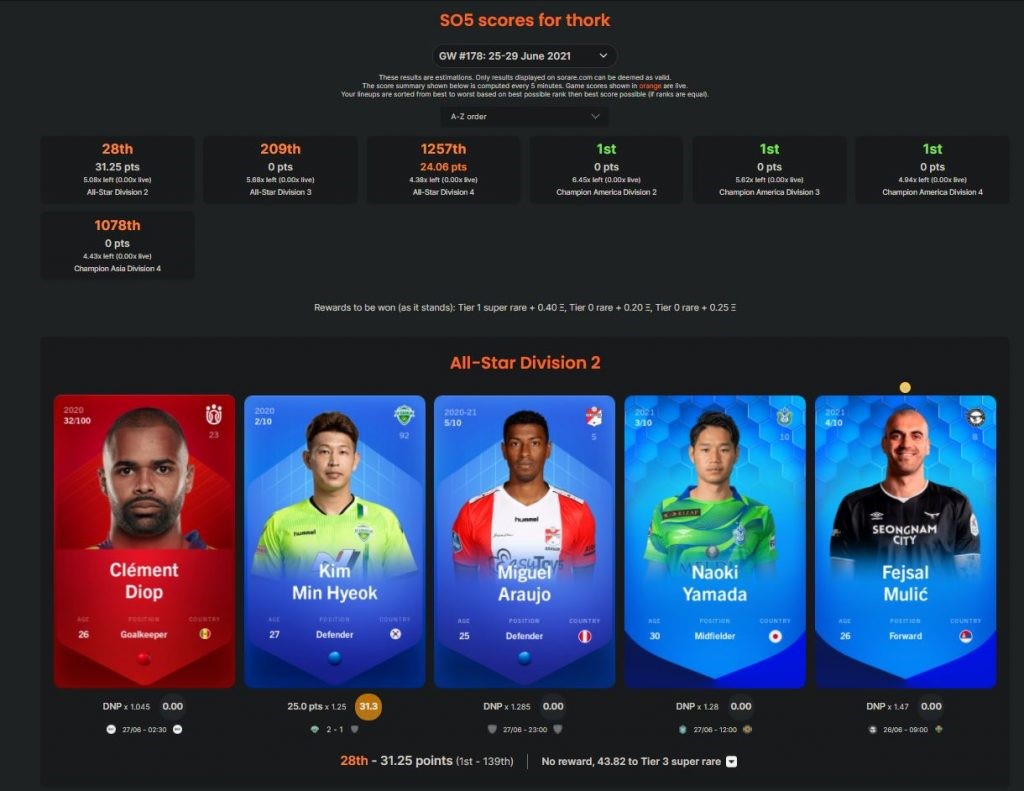 SO5 scores for thork
GW #178: 25-29 June 2021
These results are estimations. Only results displayed on sorare.com can be deemed as valid.
The score summary shown below is computed every 5 minutes. Game scores shown in orange are live.
Your lineups are sorted from best to worst based on best possible rank then best score possible (if ranks are equal).
A-Z order
28th
31.25 pts
5.08x left (0.00x live)
All-Star Division 2
209th
0 pts
5.68x left (0.00x live)
All-Star Division 3
1257th
24.06 pts
4.38x left (0.00x live)
All-Star Division 4
1st
0 pts
6.45x left (0.00x live)
Champion America Division 2
1st
0 pts
5.62x left (0.00x live)
Champion America Division 3
1st
0 pts
4.94x left (0.00x live)
Champion America Division 4
1078th
0 pts
4.43x left (0.00x live)
Champion Asia Division 4
Rewards to be won (as it stands): Tier 1 super rare + 0.40 Ξ, Tier 0 rare + 0.20 Ξ, Tier 0 rare + 0.25 Ξ
All-Star Division 2
2020
32/100
23
Clément
Diop
AGE POSITION COUNTRY
26 Goalkeeper
DNP x 1.045 0.00
27/06 - 02:30
2020
2/10
92
hummel
Kim
Min Hyeok
AGE POSITION COUNTRY
27 Defender
25.0 pts x 1.25 31.3
2 - 1
2020-21
5/10
5
hummel
Miguel
Araujo
AGE POSITION COUNTRY
25 Defender
DNP x 1.285 0.00
27/06 - 23:00
2021
3/10
10
RIZAP
Naoki
Yamada
AGE POSITION COUNTRY
30 Midfielder
DNP x 1.28 0.00
27/06 - 12:00
2021
4/10
8
SEONGNAM
CITY
Fejsal
Mulić
AGE POSITION COUNTRY
26 Forward
DNP x 1.47 0.00
26/06 - 09:00
28th - 31.25 points (1st - 139th)
No reward, 43.82 to Tier 3 super rare